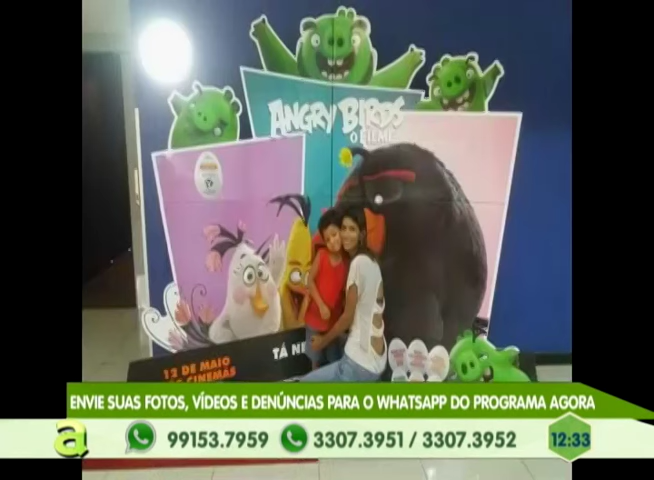 ANGRY BIRDS
O FILME
TÁ NE
12 DE MAIO
NOS CINEMAS
ENVIE SUAS FOTOS, VÍDEOS E DENÚNCIAS PARA O WHATSAPP DO PROGRAMA AGORA
a 99153.7959 3307.3951 / 3307.3952 12:33